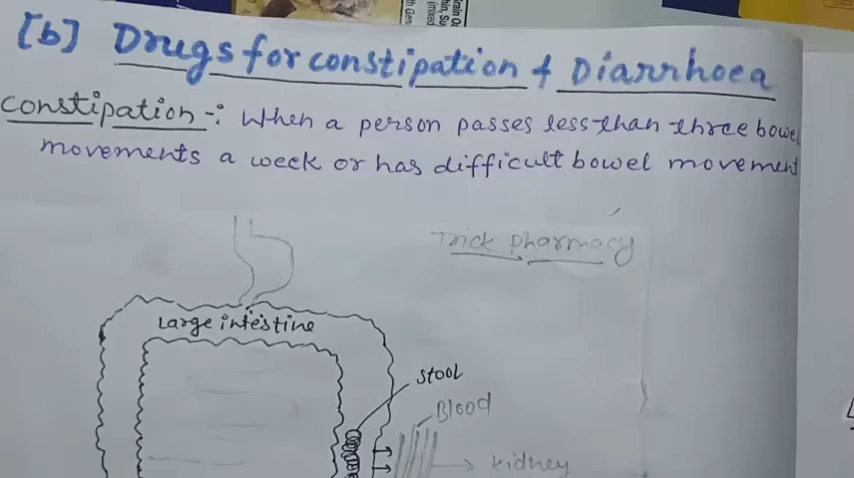 [b] Drugs for constipation & Diarrhoea
Constipation -: When a person passes less than three bowel
movements a week or has difficult bowel movement
Trick Pharmacy
Large intestine
Stool
Blood
Kidney